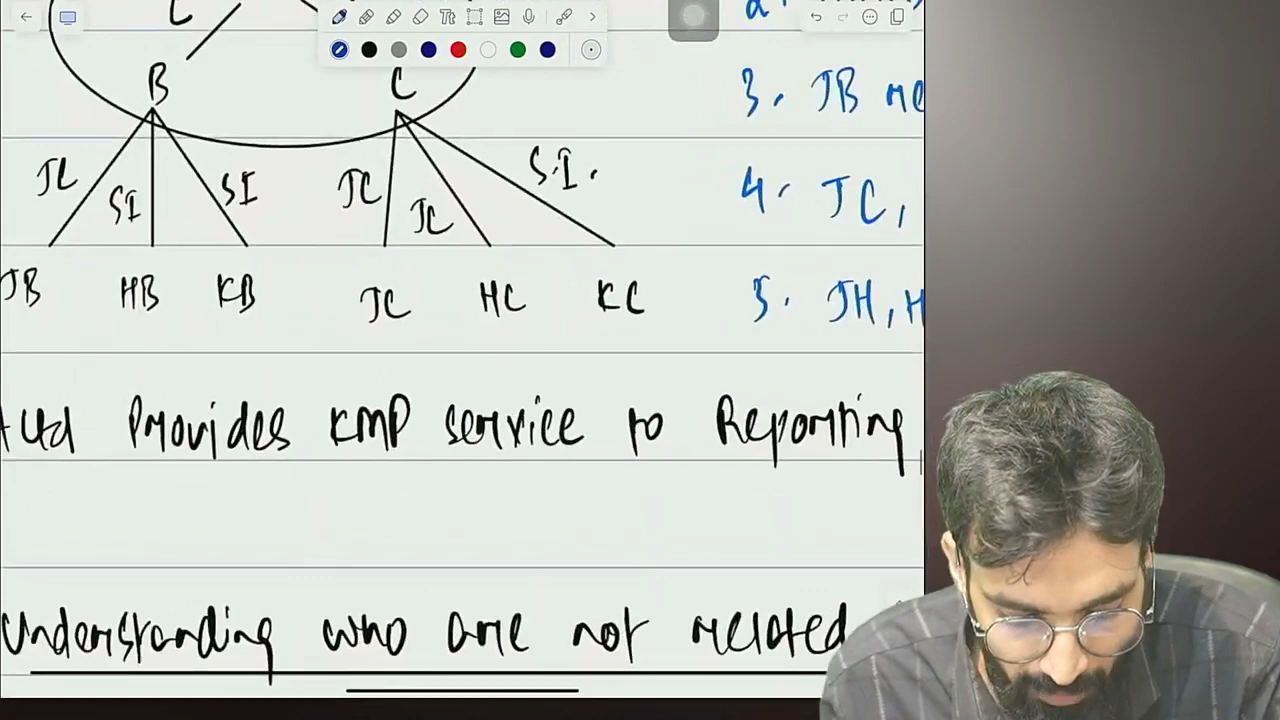 B C
3. JB
JC SI SI JC JC S.I.
4. JC,
JB HB KB JC HC KC
5. JH, H
Provides KMP service to Reporting
Understanding who are not related